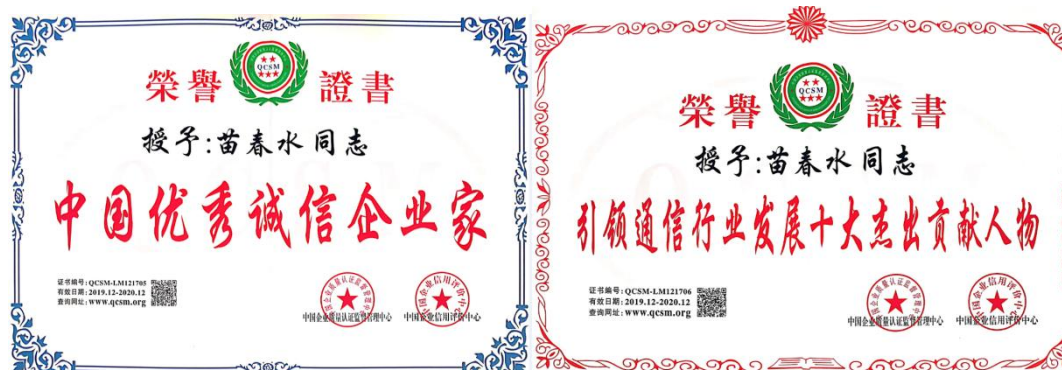 榮譽 QCSM 證書
授予:苗春水同志
中国优秀诚信企业家
证书编号:QCSM-LM121705
有效日期:2019.12-2020.12
查询网址:www.qcsm.org
中国企业质量认证监督管理中心
中国企业信用评价中心
榮譽 QCSM 證書
授予:苗春水同志
引领通信行业发展十大杰出贡献人物
证书编号:QCSM-LM121706
有效日期:2019.12-2020.12
查询网址:www.qcsm.org
中国企业质量认证监督管理中心
中国企业信用评价中心